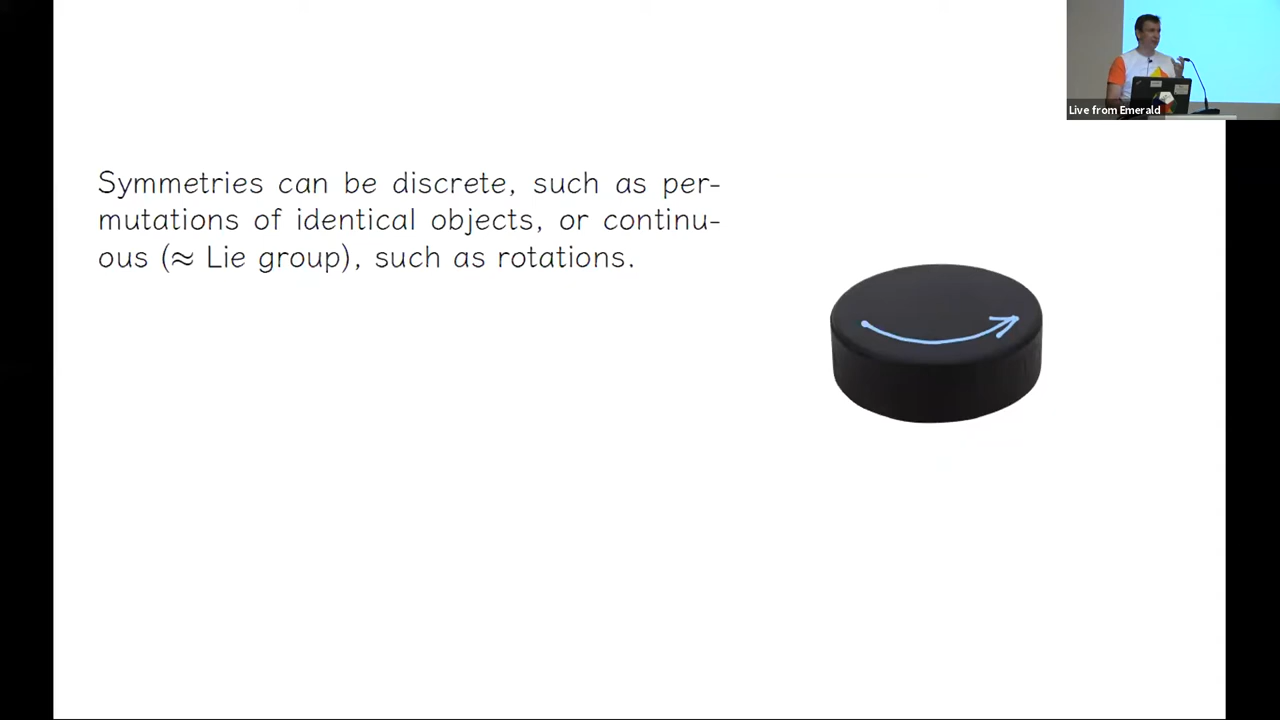 Live from Emerald
Symmetries can be discrete, such as per-
mutations of identical objects, or continu-
ous (≈ Lie group), such as rotations.